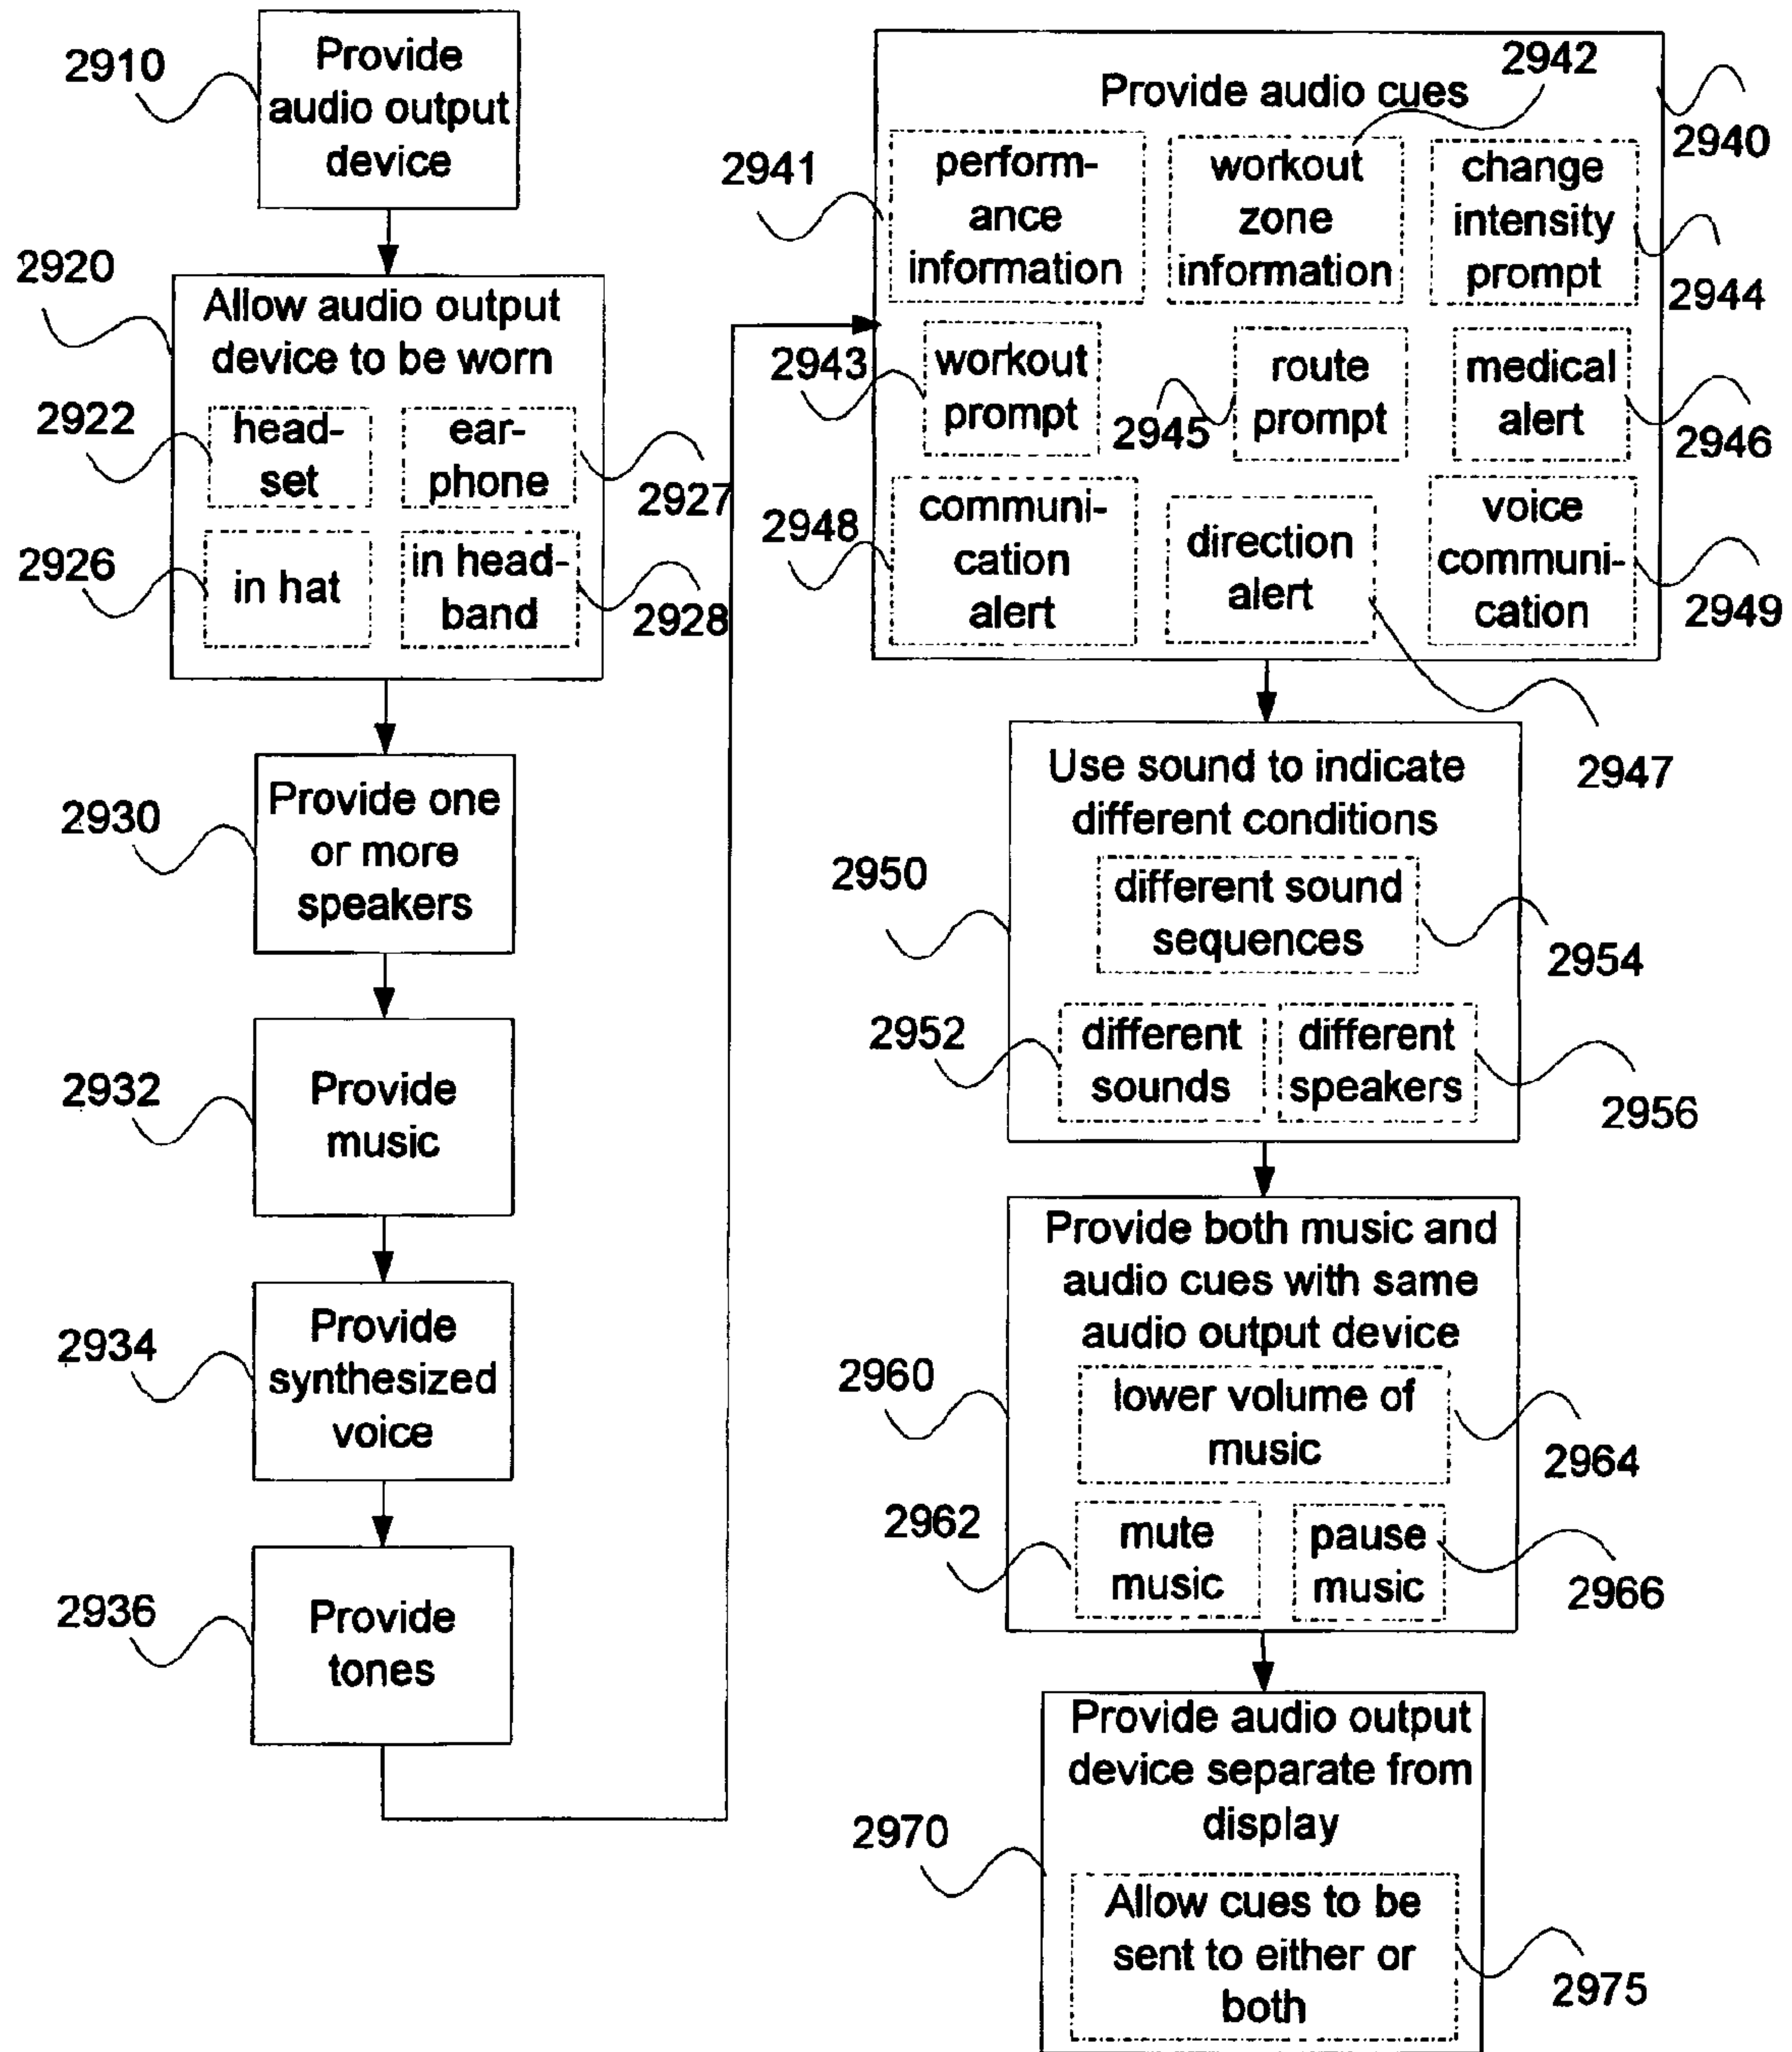 2910
Provide
audio output
device
2920
Allow audio output
device to be worn
2922
head-
set
ear-
phone
2927
2926
in hat
in head-
band
2928
2930
Provide one
or more
speakers
2932
Provide
music
2934
Provide
synthesized
voice
2936
Provide
tones
Provide audio cues
2942
2940
2941
perform-
ance
information
workout
zone
information
change
intensity
prompt
2944
2943
workout
prompt
2945
route
prompt
medical
alert
2946
2948
communi-
cation
alert
direction
alert
voice
communi-
cation
2949
2947
Use sound to indicate
different conditions
2950
different sound
sequences
2954
2952
different
sounds
different
speakers
2956
Provide both music and
audio cues with same
audio output device
2960
lower volume of
music
2964
2962
mute
music
pause
music
2966
Provide audio output
device separate from
display
2970
Allow cues to be
sent to either or
both
2975